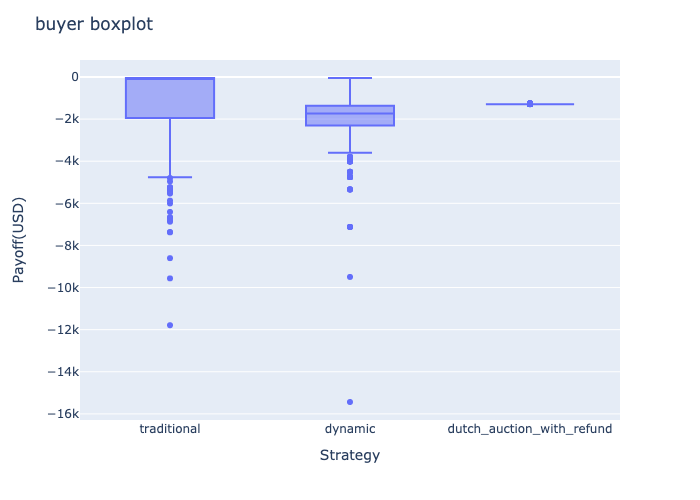 buyer boxplot
Payoff(USD)
0
−2k
−4k
−6k
−8k
−10k
−12k
−14k
−16k
traditional
dynamic
dutch_auction_with_refund
Strategy